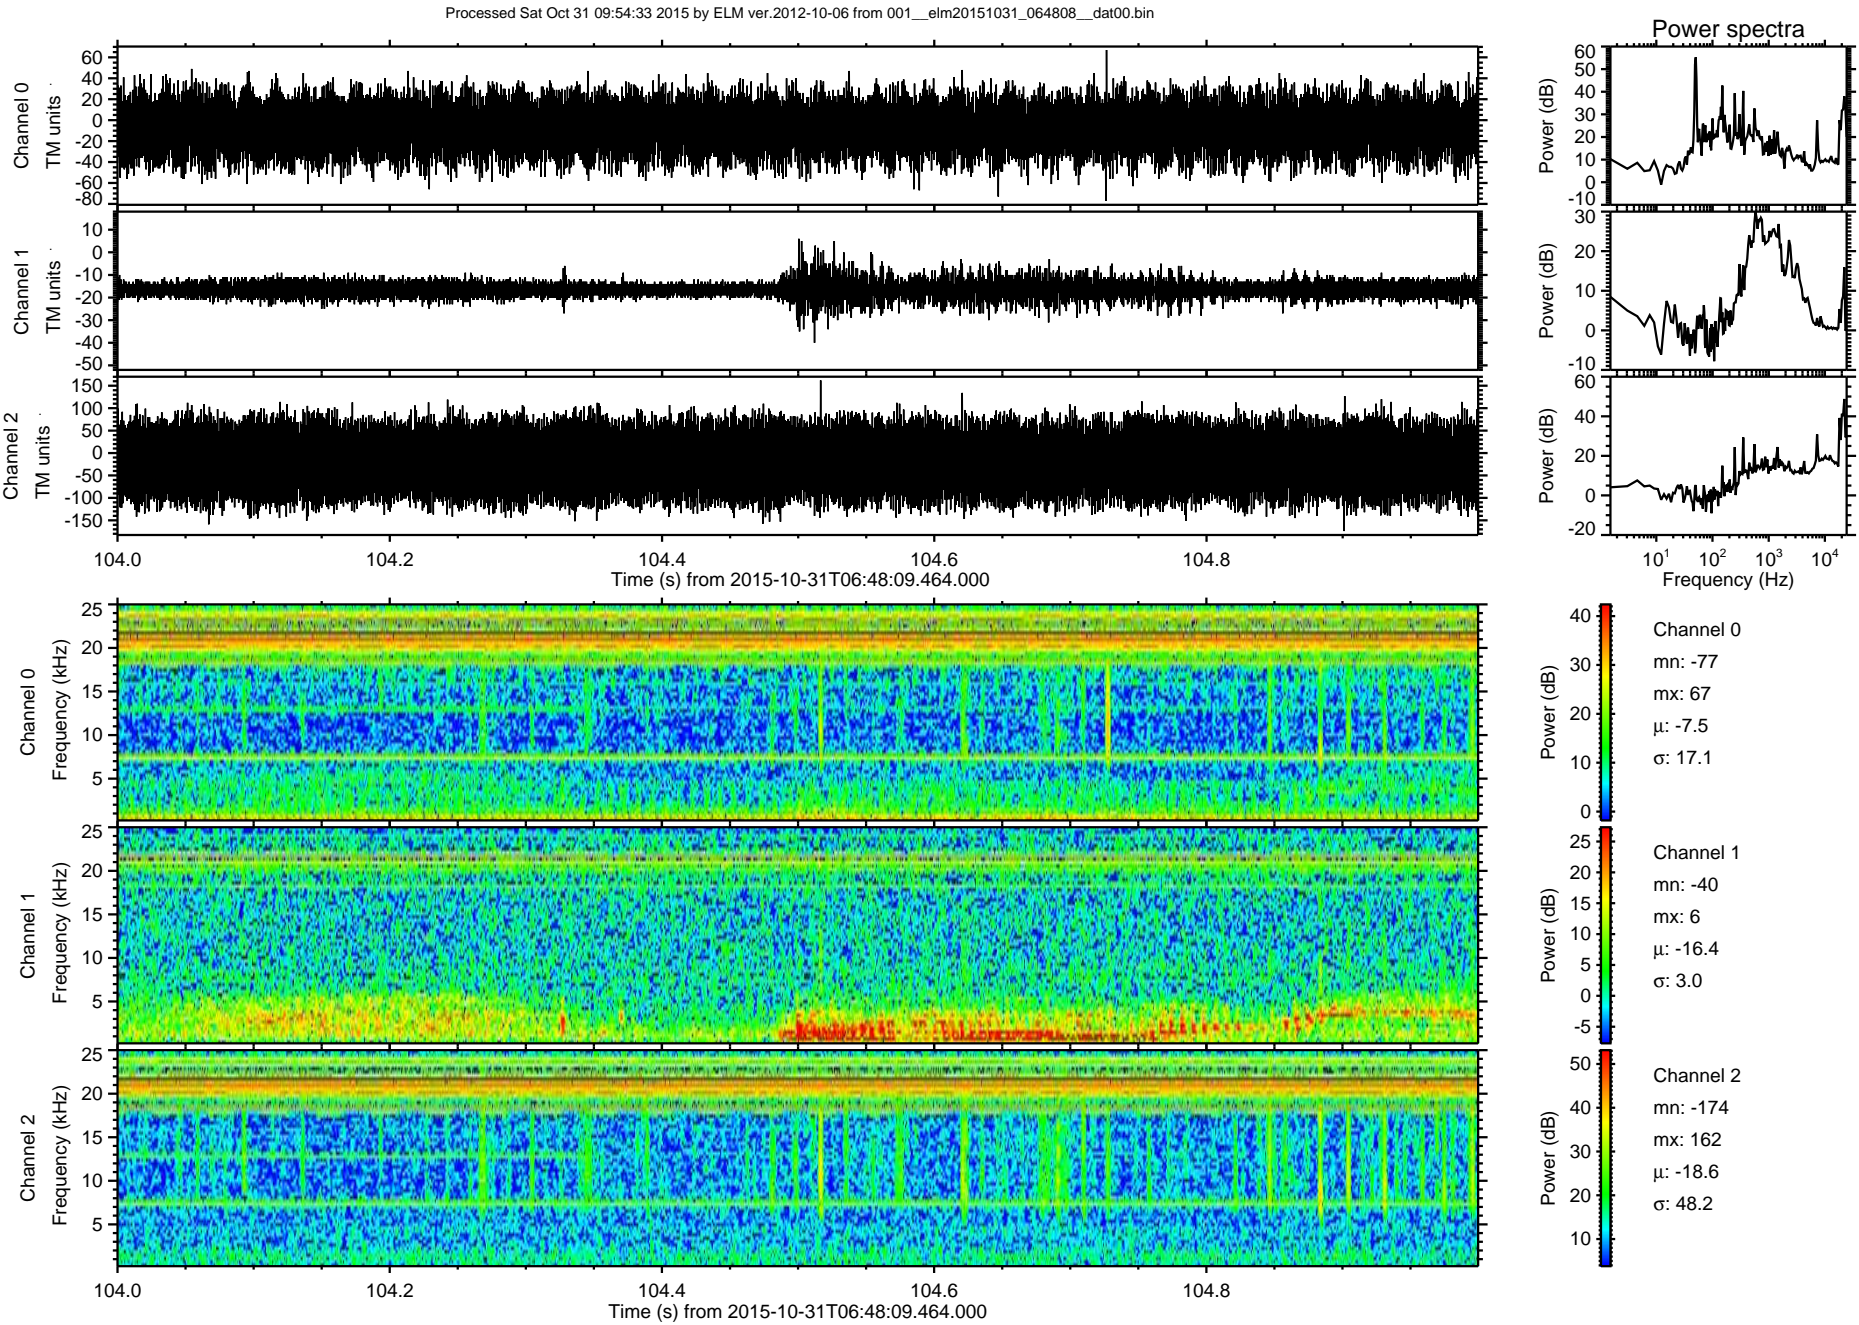 Processed Sat Oct 31 09:54:33 2015 by ELM ver.2012-10-06 from 001__elm20151031_064808__dat00.bin
Power spectra
Channel 0
TM units
60
40
20
0
-20
-40
-60
-80
Power (dB)
60
50
40
30
20
10
0
-10
Channel 1
TM units
10
0
-10
-20
-30
-40
-50
Power (dB)
30
20
10
0
-10
Channel 2
TM units
150
100
50
0
-50
-100
-150
Power (dB)
60
40
20
0
-20
104.0 104.2 104.4 104.6 104.8
Time (s) from 2015-10-31T06:48:09.464.000
10^1 10^2 10^3 10^4
Frequency (Hz)
Channel 0
Frequency (kHz)
25
20
15
10
5
Power (dB)
40
30
20
10
0
Channel 0
mn: -77
mx: 67
μ: -7.5
σ: 17.1
Channel 1
Frequency (kHz)
25
20
15
10
5
Power (dB)
25
20
15
10
5
0
-5
Channel 1
mn: -40
mx: 6
μ: -16.4
σ: 3.0
Channel 2
Frequency (kHz)
25
20
15
10
5
Power (dB)
50
40
30
20
10
Channel 2
mn: -174
mx: 162
μ: -18.6
σ: 48.2
104.0 104.2 104.4 104.6 104.8
Time (s) from 2015-10-31T06:48:09.464.000